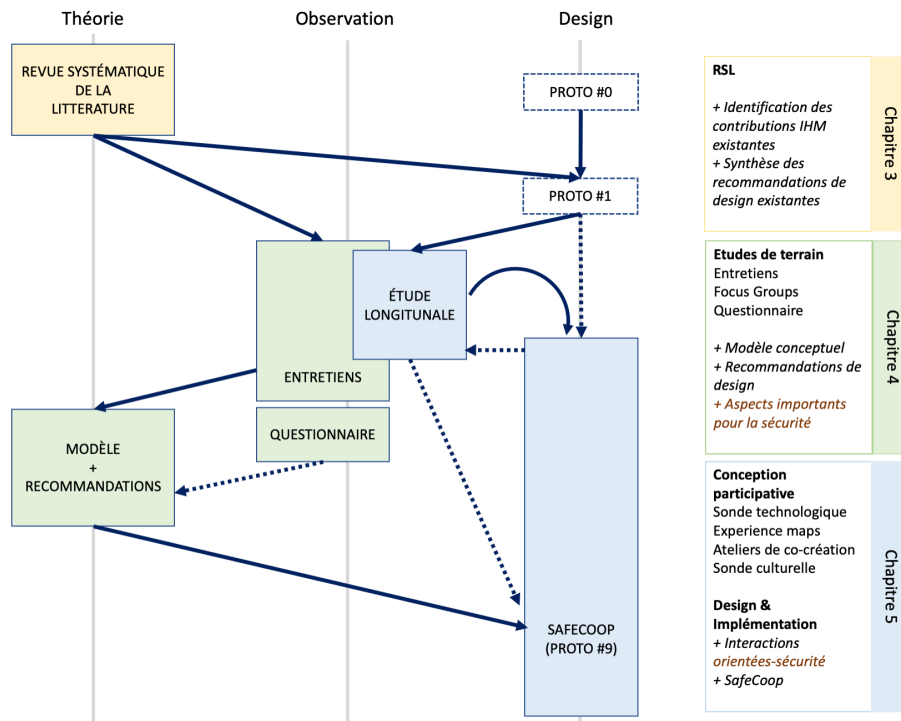 Théorie
Observation
Design
REVUE SYSTÉMATIQUE
DE LA
LITTERATURE
PROTO #0
PROTO #1
ÉTUDE
LONGITUNALE
ENTRETIENS
QUESTIONNAIRE
MODÈLE
+
RECOMMANDATIONS
SAFECOOP
(PROTO #9)
RSL
+ Identification des
contributions IHM
existantes
+ Synthèse des
recommandations de
design existantes
Chapitre 3
Etudes de terrain
Entretiens
Focus Groups
Questionnaire
+ Modèle conceptuel
+ Recommandations de
design
+ Aspects importants
pour la sécurité
Chapitre 4
Conception
participative
Sonde technologique
Experience maps
Ateliers de co-création
Sonde culturelle
Design &
Implémentation
+ Interactions
orientées-sécurité
+ SafeCoop
Chapitre 5